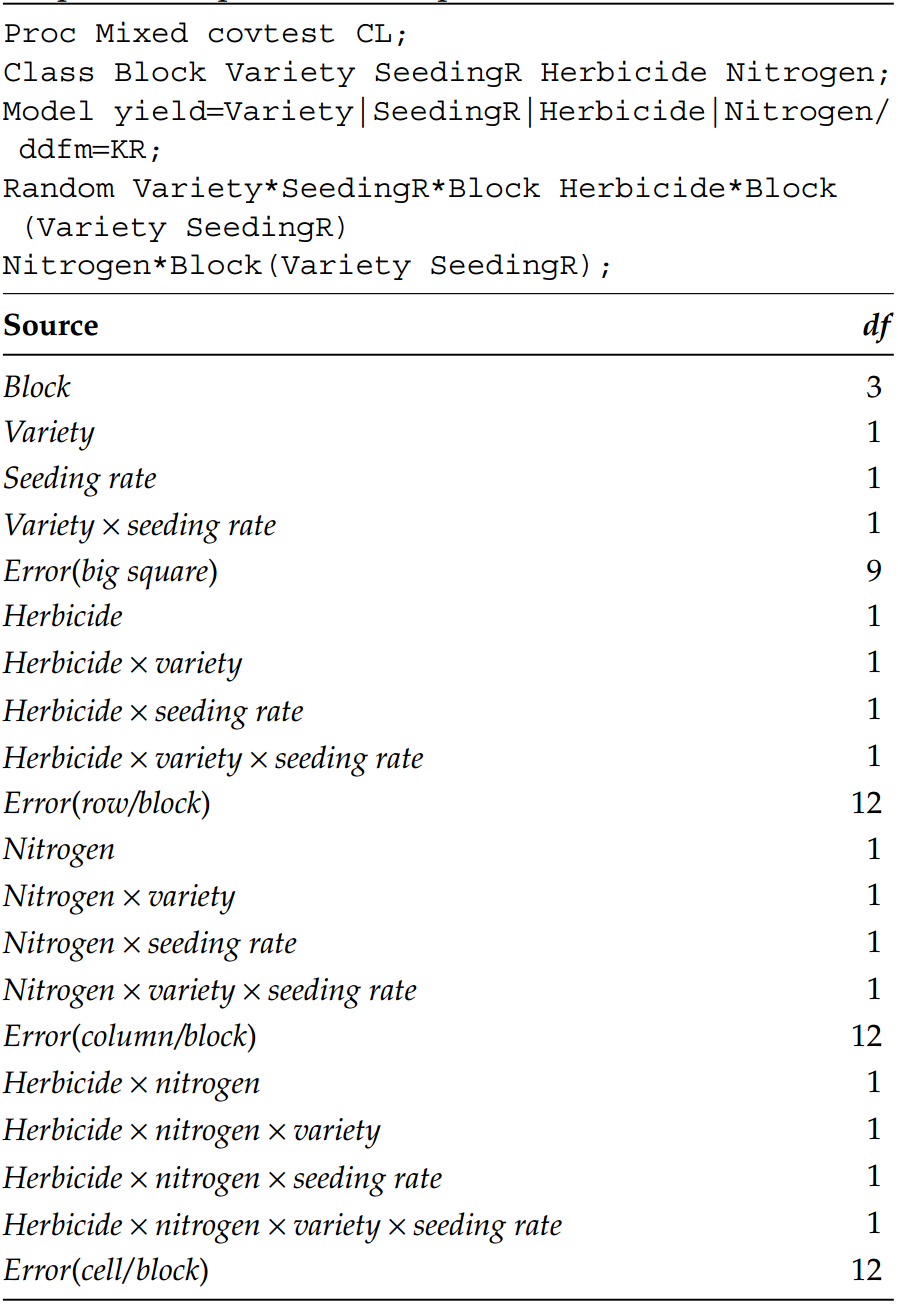 Proc Mixed covtest CL;
Class Block Variety SeedingR Herbicide Nitrogen;
Model yield=Variety|SeedingR|Herbicide|Nitrogen/
ddfm=KR;
Random Variety*SeedingR*Block Herbicide*Block
(Variety SeedingR)
Nitrogen*Block(Variety SeedingR);
Source df
Block 3
Variety 1
Seeding rate 1
Variety × seeding rate 1
Error(big square) 9
Herbicide 1
Herbicide × variety 1
Herbicide × seeding rate 1
Herbicide × variety × seeding rate 1
Error(row/block) 12
Nitrogen 1
Nitrogen × variety 1
Nitrogen × seeding rate 1
Nitrogen × variety × seeding rate 1
Error(column/block) 12
Herbicide × nitrogen 1
Herbicide × nitrogen × variety 1
Herbicide × nitrogen × seeding rate 1
Herbicide × nitrogen × variety × seeding rate 1
Error(cell/block) 12